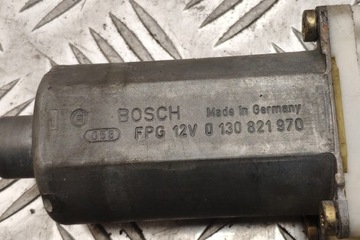 BOSCH Made in Germany
FPG 12V 0 130 821 970